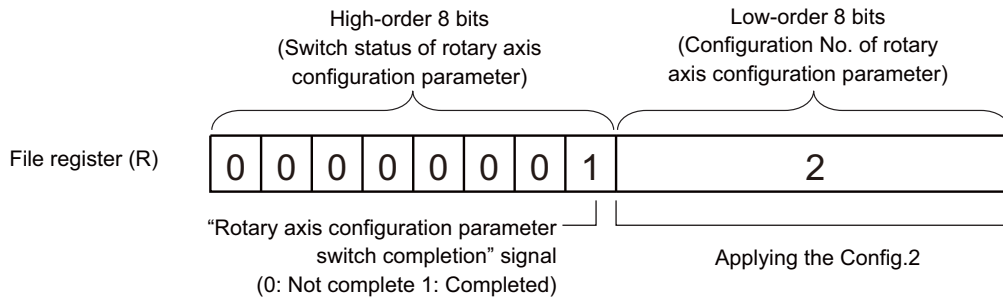 High-order 8 bits
(Switch status of rotary axis
configuration parameter)
Low-order 8 bits
(Configuration No. of rotary
axis configuration parameter)
File register (R)
0 0 0 0 0 0 0 1 2
“Rotary axis configuration parameter
switch completion” signal
(0: Not complete 1: Completed)
Applying the Config.2